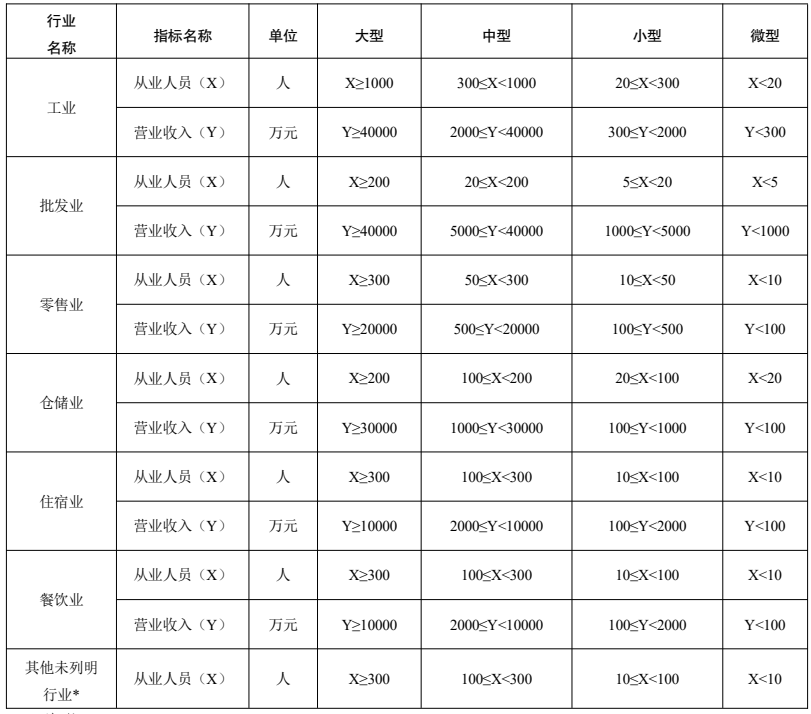 行业名称 指标名称 单位 大型 中型 小型 微型
工业 从业人员（X） 人 X≥1000 300≤X<1000 20≤X<300 X<20
营业收入（Y） 万元 Y≥40000 2000≤Y<40000 300≤Y<2000 Y<300
批发业 从业人员（X） 人 X≥200 20≤X<200 5≤X<20 X<5
营业收入（Y） 万元 Y≥40000 5000≤Y<40000 1000≤Y<5000 Y<1000
零售业 从业人员（X） 人 X≥300 50≤X<300 10≤X<50 X<10
营业收入（Y） 万元 Y≥20000 500≤Y<20000 100≤Y<500 Y<100
仓储业 从业人员（X） 人 X≥200 100≤X<200 20≤X<100 X<20
营业收入（Y） 万元 Y≥30000 1000≤Y<30000 100≤Y<1000 Y<100
住宿业 从业人员（X） 人 X≥300 100≤X<300 10≤X<100 X<10
营业收入（Y） 万元 Y≥10000 2000≤Y<10000 100≤Y<2000 Y<100
餐饮业 从业人员（X） 人 X≥300 100≤X<300 10≤X<100 X<10
营业收入（Y） 万元 Y≥10000 2000≤Y<10000 100≤Y<2000 Y<100
其他未列明行业* 从业人员（X） 人 X≥300 100≤X<300 10≤X<100 X<10